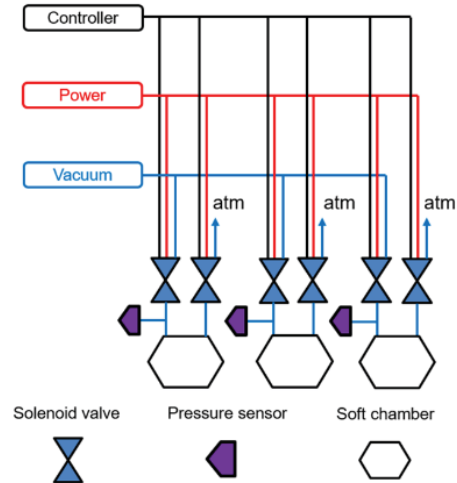 Controller
Power
Vacuum
atm atm atm
Solenoid valve Pressure sensor Soft chamber